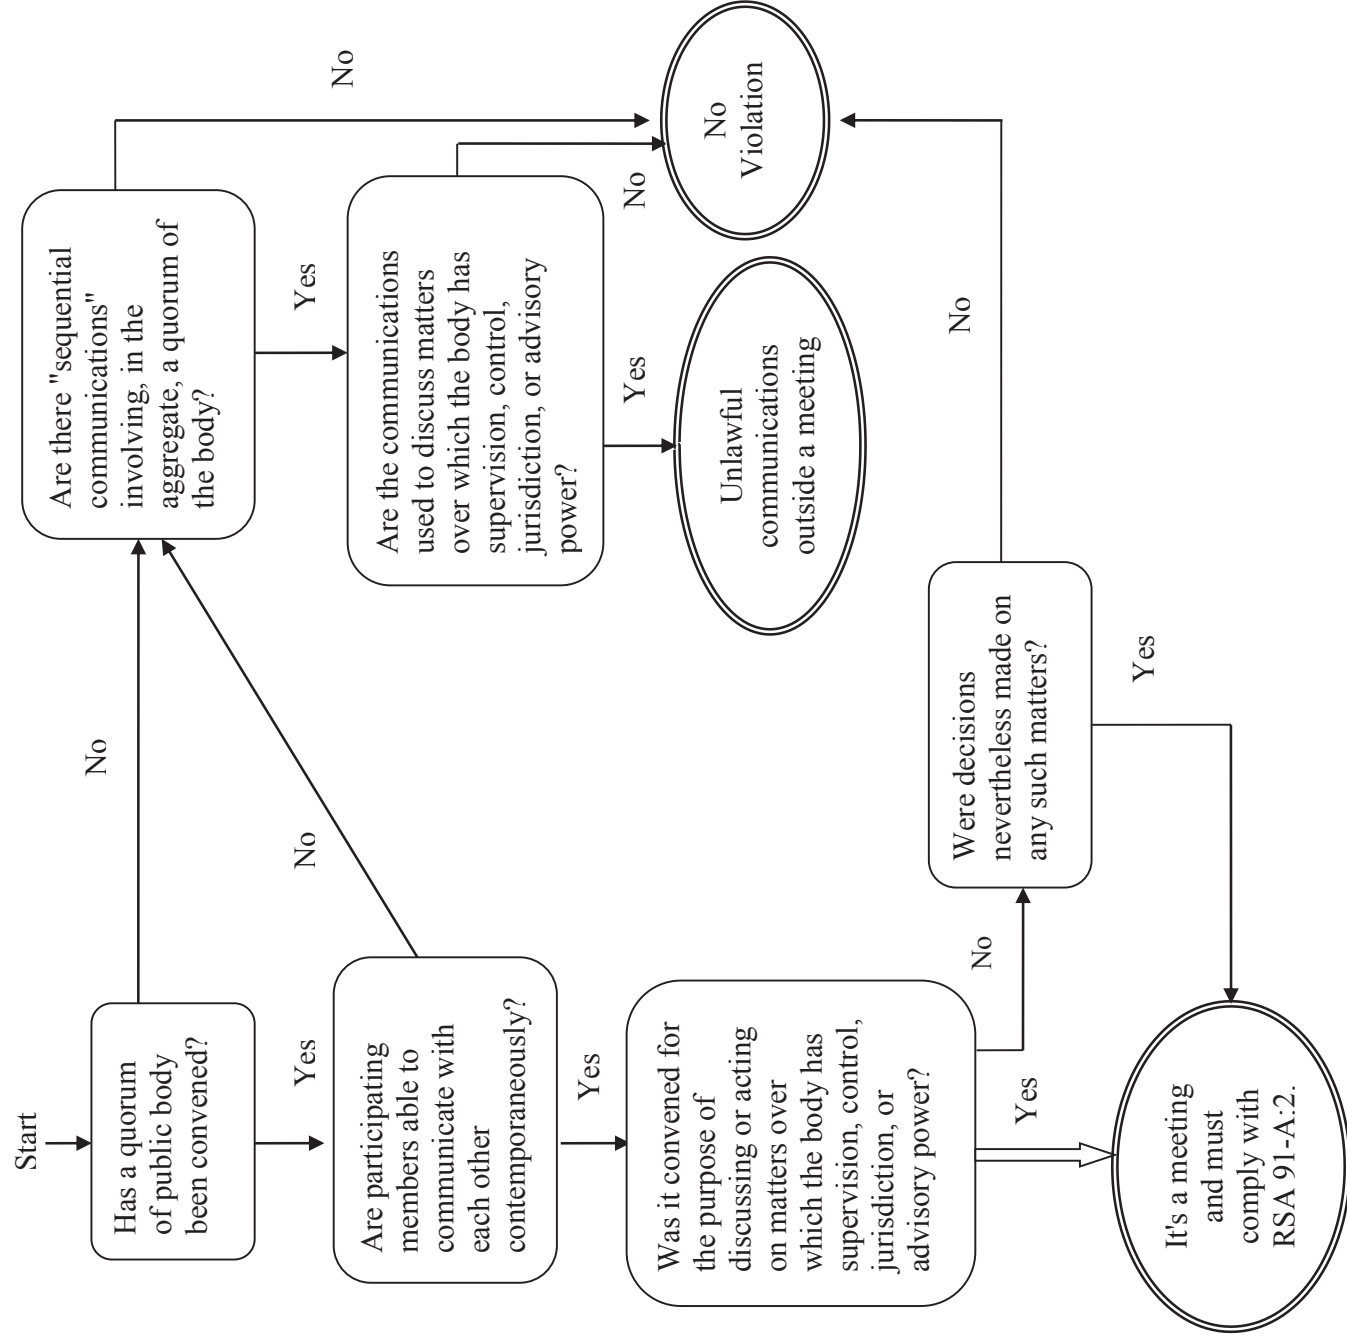 Start
Has a quorum
of public body
been convened?
No
Yes
Are participating
members able to
communicate with
each other
contemporaneously?
No
Yes
Was it convened for
the purpose of
discussing or acting
on matters over
which the body has
supervision, control,
jurisdiction, or
advisory power?
No
Yes
It's a meeting
and must
comply with
RSA 91-A:2.
Were decisions
nevertheless made on
any such matters?
Yes
No
Are there "sequential
communications"
involving, in the
aggregate, a quorum of
the body?
No
Yes
Are the communications
used to discuss matters
over which the body has
supervision, control,
jurisdiction, or advisory
power?
No
Yes
Unlawful
communications
outside a meeting
No
Violation